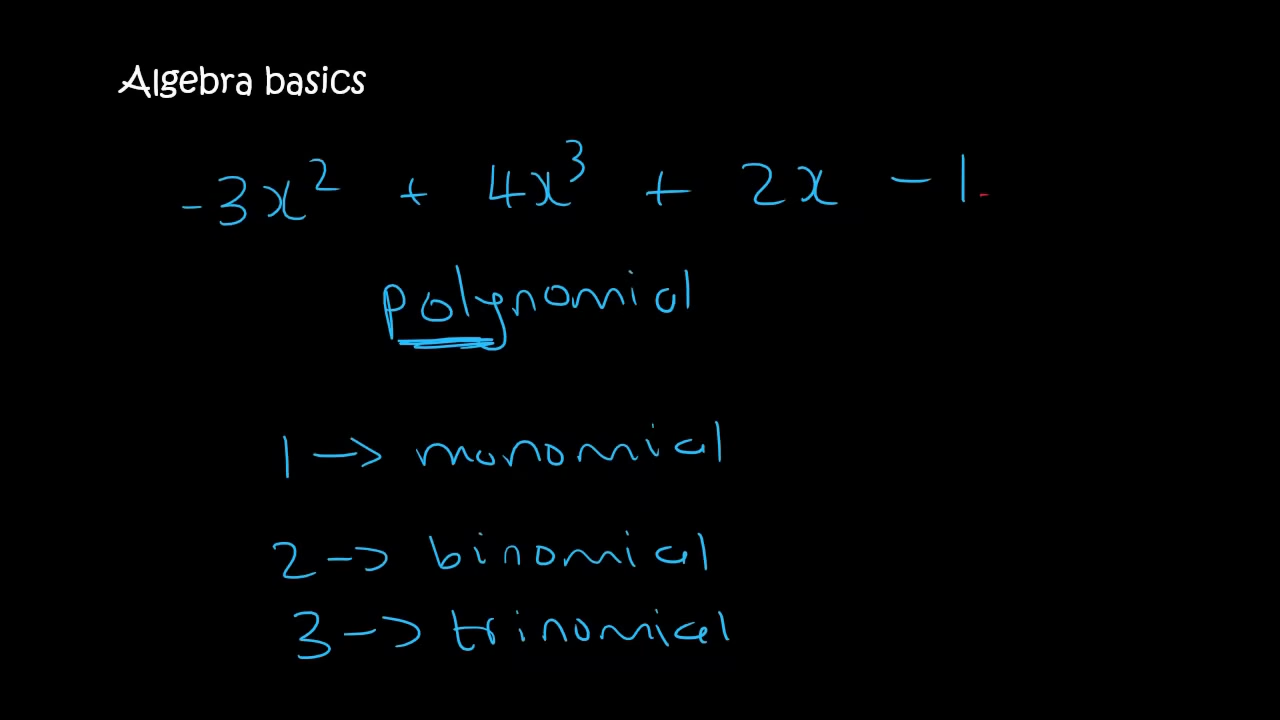 Algebra basics
-3x² + 4x³ + 2x - 1
polynomial
1 → monomial
2 → binomial
3 → trinomial